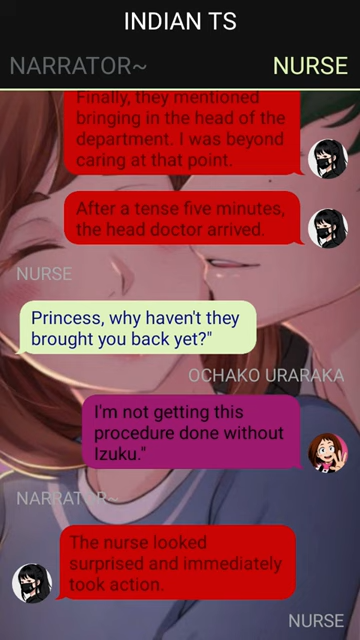 INDIAN TS
NARRATOR~
NURSE
Finally, they mentioned
bringing in the head of the
department. I was beyond
caring at that point.
After a tense five minutes,
the head doctor arrived.
NURSE
Princess, why haven't they
brought you back yet?"
OCHAKO URARAKA
I'm not getting this
procedure done without
Izuku."
NARRATOR~
The nurse looked
surprised and immediately
took action.
NURSE